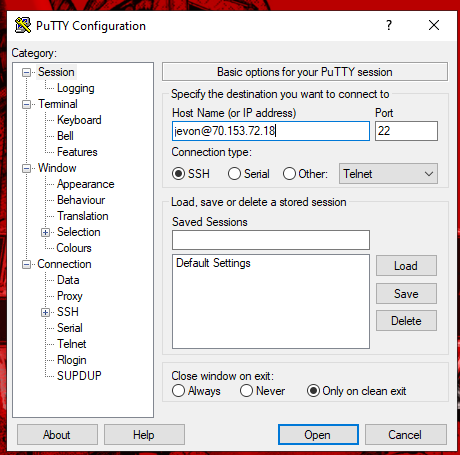 PuTTY Configuration
?
Category:
Session
Logging
Terminal
Keyboard
Bell
Features
Window
Appearance
Behaviour
Translation
Selection
Colours
Connection
Data
Proxy
SSH
Serial
Telnet
Rlogin
SUPDUP
Basic options for your PuTTY session
Specify the destination you want to connect to
Host Name (or IP address) Port
jevon@70.153.72.18 22
Connection type:
SSH Serial Other: Telnet
Load, save or delete a stored session
Saved Sessions
Default Settings
Load
Save
Delete
Close window on exit:
Always Never Only on clean exit
About Help Open Cancel